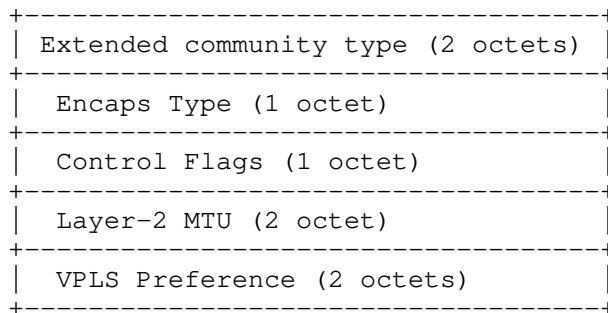 Extended community type (2 octets)
Encaps Type (1 octet)
Control Flags (1 octet)
Layer-2 MTU (2 octet)
VPLS Preference (2 octets)